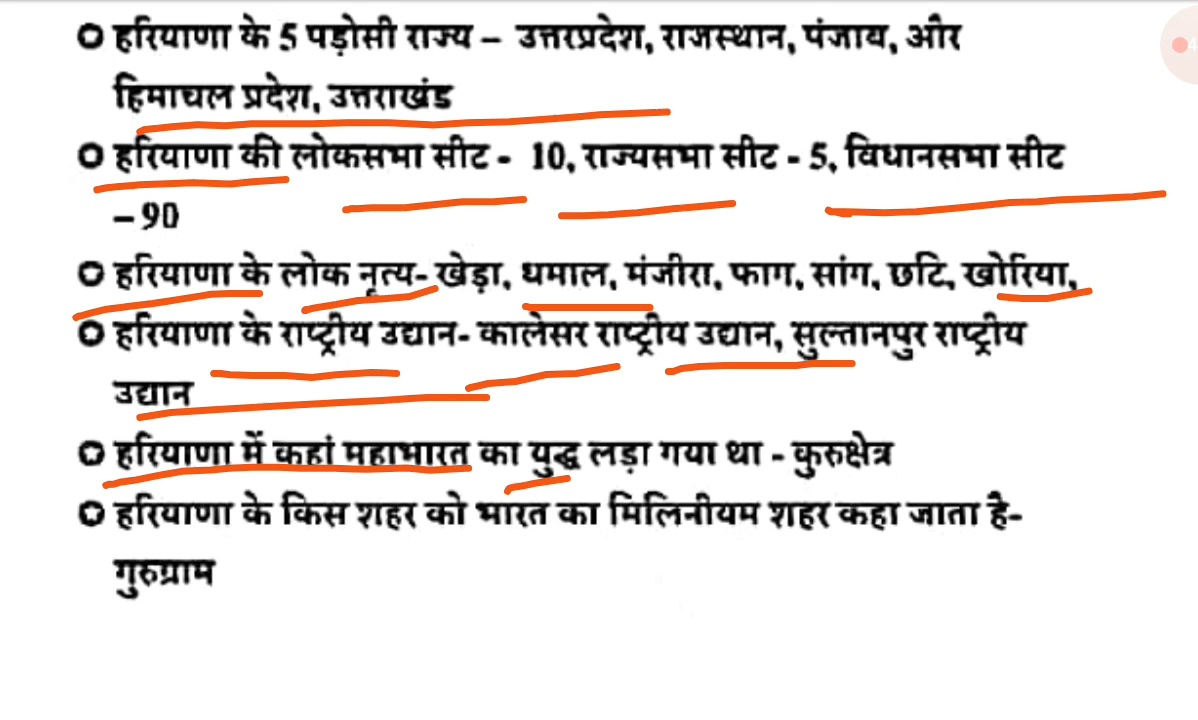 हरियाणा के 5 पड़ोसी राज्य – उत्तरप्रदेश, राजस्थान, पंजाय, और
हिमाचल प्रदेश, उत्तराखंड
हरियाणा की लोकसभा सीट - 10, राज्यसभा सीट - 5, विधानसभा सीट
– 90
हरियाणा के लोक नृत्य- खेड़ा, धमाल, मंजीरा, फाग, सांग, छटि, खोरिया,
हरियाणा के राष्ट्रीय उद्यान- कालेसर राष्ट्रीय उद्यान, सुल्तानपुर राष्ट्रीय
उद्यान
हरियाणा में कहां महाभारत का युद्ध लड़ा गया था - कुरुक्षेत्र
हरियाणा के किस शहर को भारत का मिलिनीयम शहर कहा जाता है-
गुरुग्राम